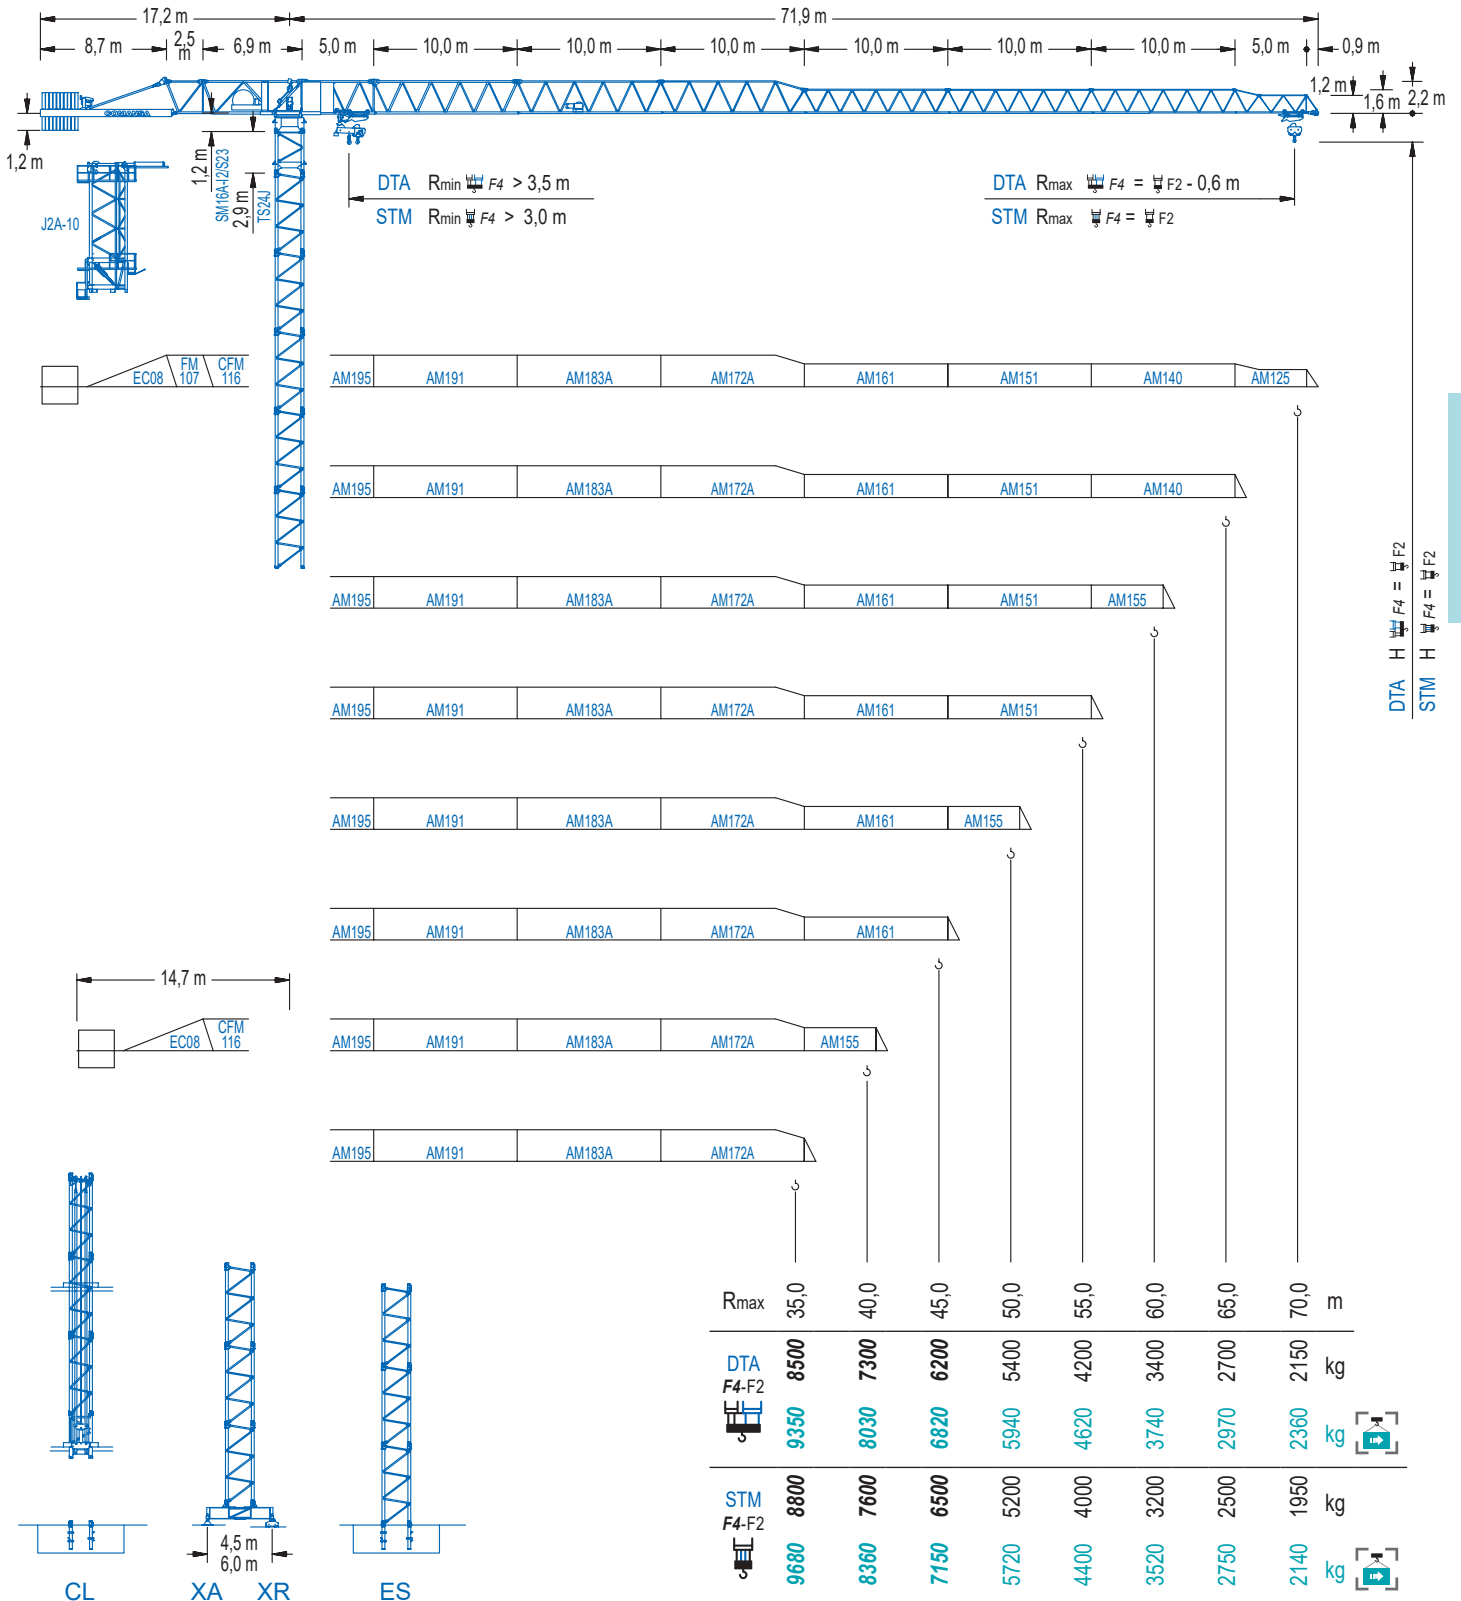 17,2 m 71,9 m
8,7 m 2,5 m 6,9 m 5,0 m 10,0 m 10,0 m 10,0 m 10,0 m 10,0 m 10,0 m 5,0 m 0,9 m
COMANSA
1,2 m 1,6 m 2,2 m
1,2 m
1,2 m
SM16A-I2/S23
2,9 m
TS24J
J2A-10
DTA Rmin F4 > 3,5 m
STM Rmin F4 > 3,0 m
DTA Rmax F4 = F2 - 0,6 m
STM Rmax F4 = F2
EC08 FM 107 CFM 116
AM195 AM191 AM183A AM172A AM161 AM151 AM140 AM125
AM195 AM191 AM183A AM172A AM161 AM151 AM140
AM195 AM191 AM183A AM172A AM161 AM151 AM155
DTA H F4 = F2
STM H F4 = F2
AM195 AM191 AM183A AM172A AM161 AM151
AM195 AM191 AM183A AM172A AM161 AM155
AM195 AM191 AM183A AM172A AM161
14,7 m
EC08 CFM 116
AM195 AM191 AM183A AM172A AM155
AM195 AM191 AM183A AM172A
Rmax 35,0 40,0 45,0 50,0 55,0 60,0 65,0 70,0 m
DTA 8500 7300 6200 5400 4200 3400 2700 2150 kg
F4-F2
9350 8030 6820 5940 4620 3740 2970 2360 kg
STM 8800 7600 6500 5200 4000 3200 2500 1950 kg
F4-F2
9680 8360 7150 5720 4400 3520 2750 2140 kg
4,5 m
6,0 m
CL XA XR ES